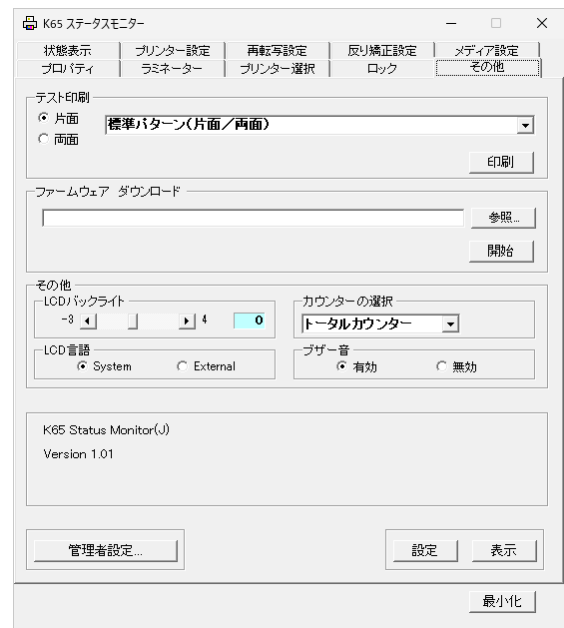 K65 ステータスモニター
状態表示 プリンター設定 再転写設定 反り矯正設定 メディア設定
プロパティ ラミネーター プリンター選択 ロック その他
テスト印刷
片面 標準パターン(片面／両面)
両面
印刷
ファームウェア ダウンロード
参照...
開始
その他
LCDバックライト カウンターの選択
-3 4 0 トータルカウンター
LCD言語 ブザー音
System External 有効 無効
K65 Status Monitor(J)
Version 1.01
管理者設定... 設定 表示
最小化